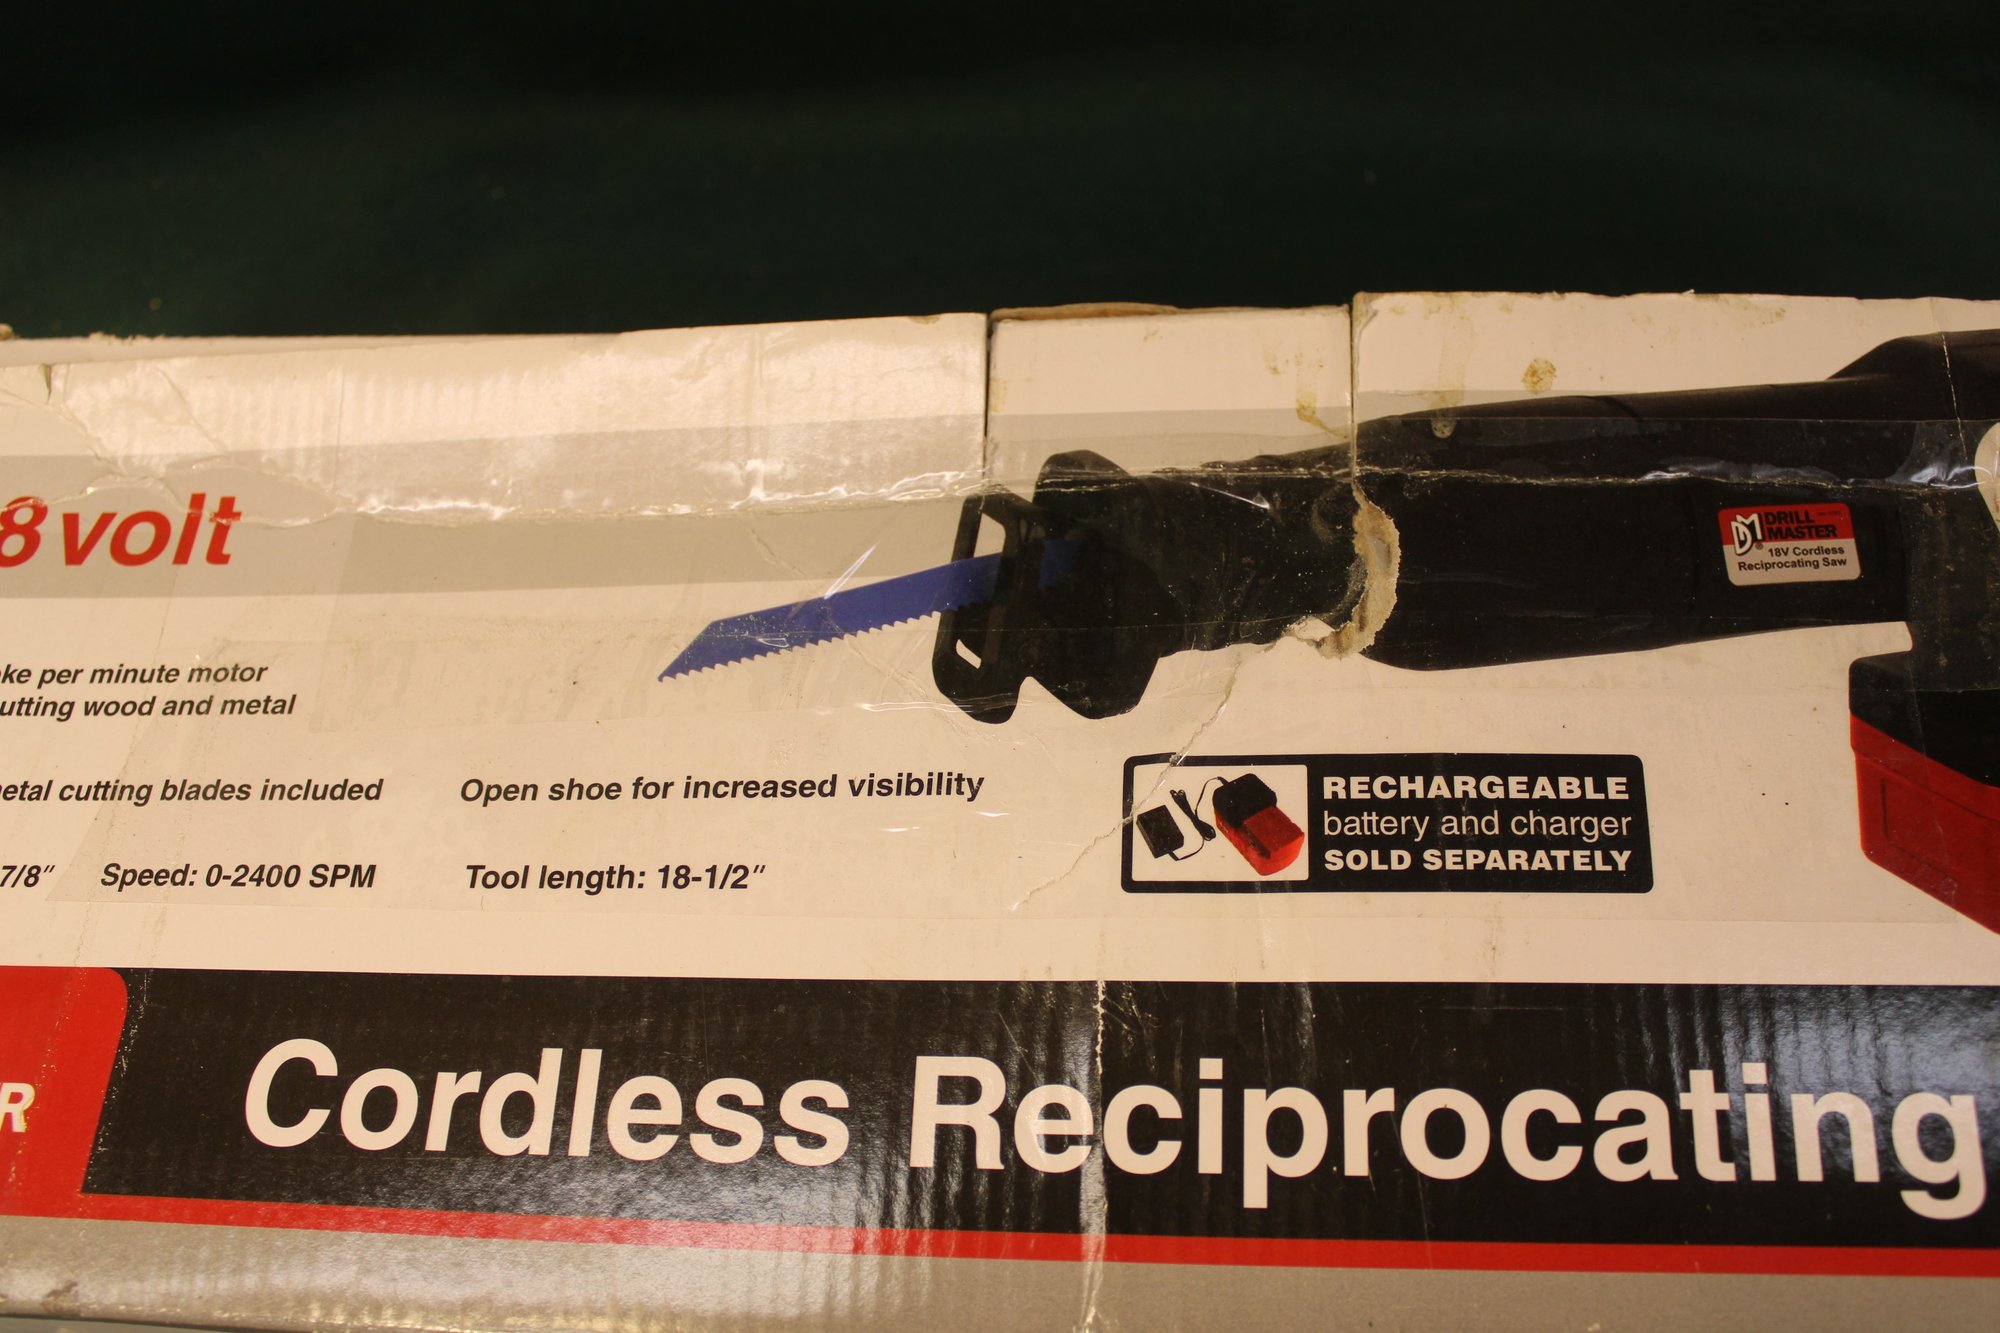 8 volt
DM DRILL
MASTER
18V Cordless
Reciprocating Saw
oke per minute motor
utting wood and metal
etal cutting blades included
Open shoe for increased visibility
7/8" Speed: 0-2400 SPM
Tool length: 18-1/2"
RECHARGEABLE
battery and charger
SOLD SEPARATELY
R
Cordless Reciprocating